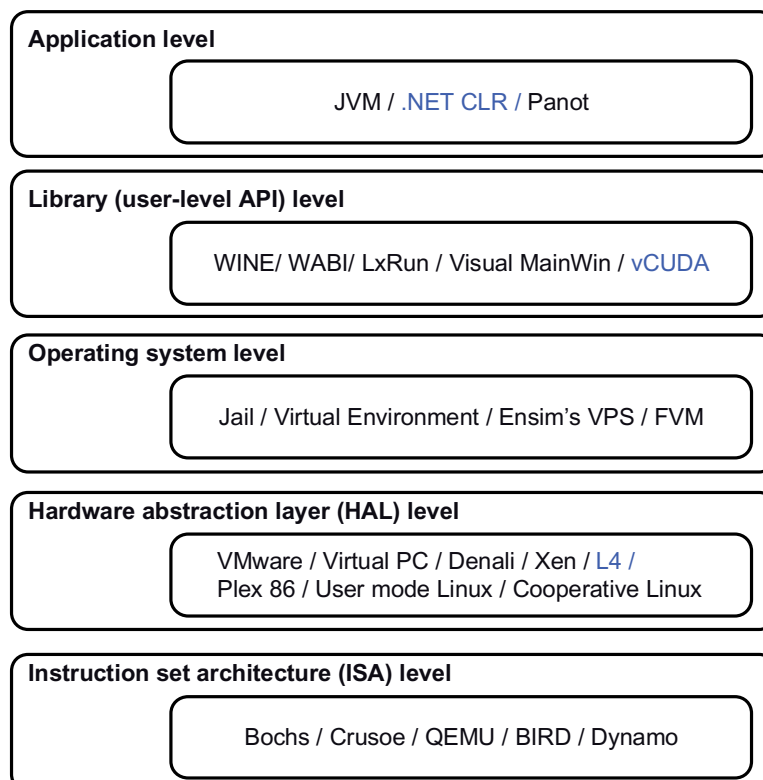 Application level
JVM / .NET CLR / Panot
Library (user-level API) level
WINE/ WABI/ LxRun / Visual MainWin / vCUDA
Operating system level
Jail / Virtual Environment / Ensim’s VPS / FVM
Hardware abstraction layer (HAL) level
VMware / Virtual PC / Denali / Xen / L4 /
Plex 86 / User mode Linux / Cooperative Linux
Instruction set architecture (ISA) level
Bochs / Crusoe / QEMU / BIRD / Dynamo